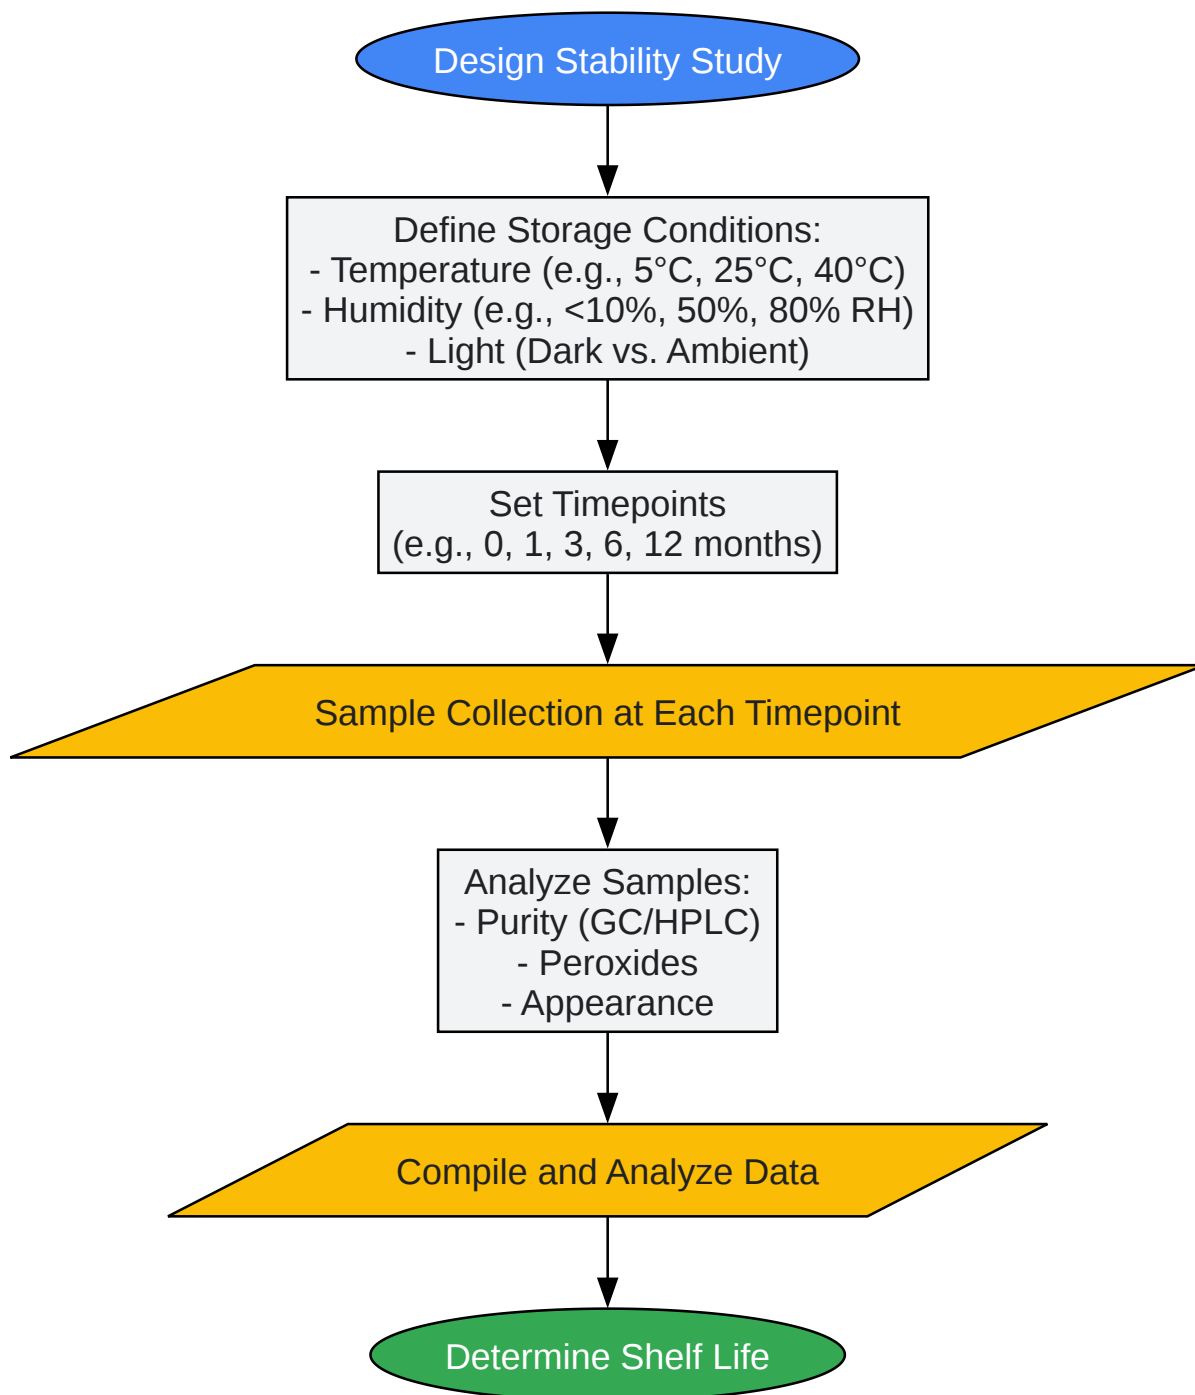 Design Stability Study
Define Storage Conditions:
- Temperature (e.g., 5°C, 25°C, 40°C)
- Humidity (e.g., <10%, 50%, 80% RH)
- Light (Dark vs. Ambient)
Set Timepoints
(e.g., 0, 1, 3, 6, 12 months)
Sample Collection at Each Timepoint
Analyze Samples:
- Purity (GC/HPLC)
- Peroxides
- Appearance
Compile and Analyze Data
Determine Shelf Life